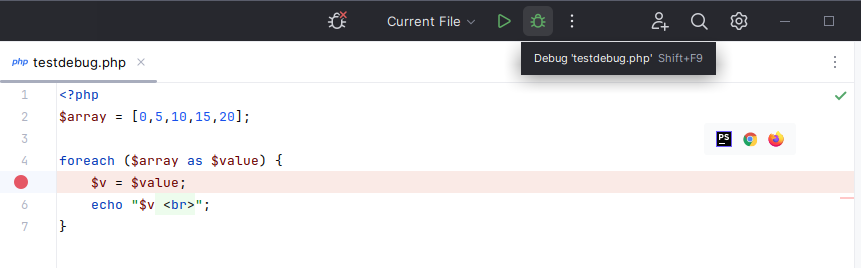 Current File
php testdebug.php
Debug 'testdebug.php' Shift+F9
1 <?php
2 $array = [0,5,10,15,20];
3
4 foreach ($array as $value) {
$v = $value;
6 echo "$v <br>";
7 }
PS